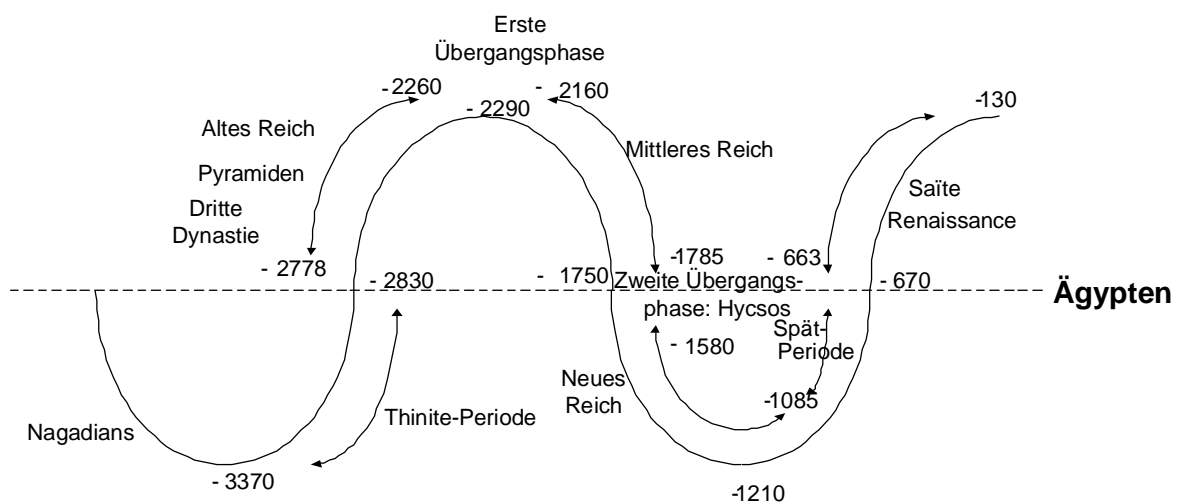 Erste
Übergangsphase
- 2260
- 2160
- 2290
-130
Altes Reich
Mittleres Reich
Pyramiden
Saïte
Renaissance
Dritte
Dynastie
- 2778
- 2830
- 1750
-1785
- 663
- 670
Zweite Übergangs-
phase: Hycsos
Ägypten
- 1580
Spät-
Periode
Neues
Reich
-1085
Nagadians
Thinite-Periode
- 3370
-1210